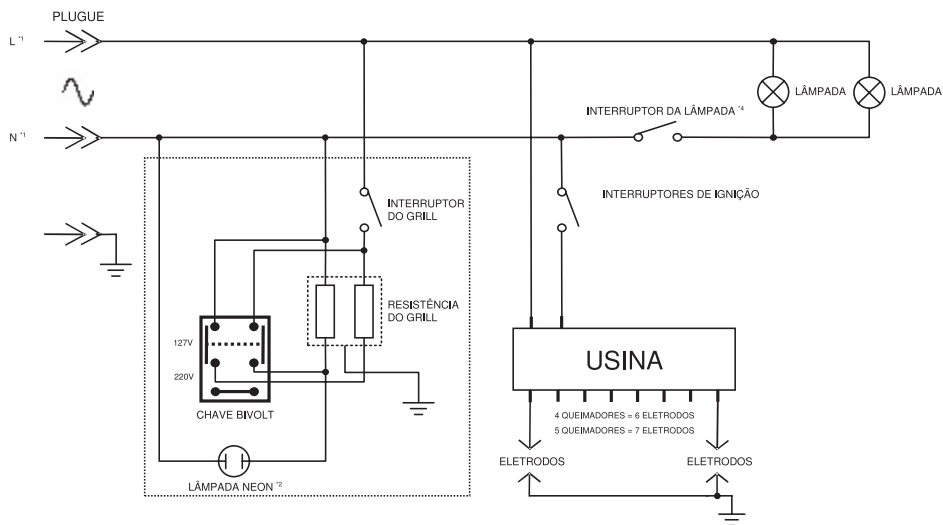 PLUGUE
L *1
N *1
LÂMPADA
LÂMPADA
INTERRUPTOR DA LÂMPADA *4
INTERRUPTORES DE IGNIÇÃO
INTERRUPTOR
DO GRILL
RESISTÊNCIA
DO GRILL
127V
220V
CHAVE BIVOLT
LÂMPADA NEON *2
USINA
4 QUEIMADORES = 6 ELETRODOS
5 QUEIMADORES = 7 ELETRODOS
ELETRODOS
ELETRODOS